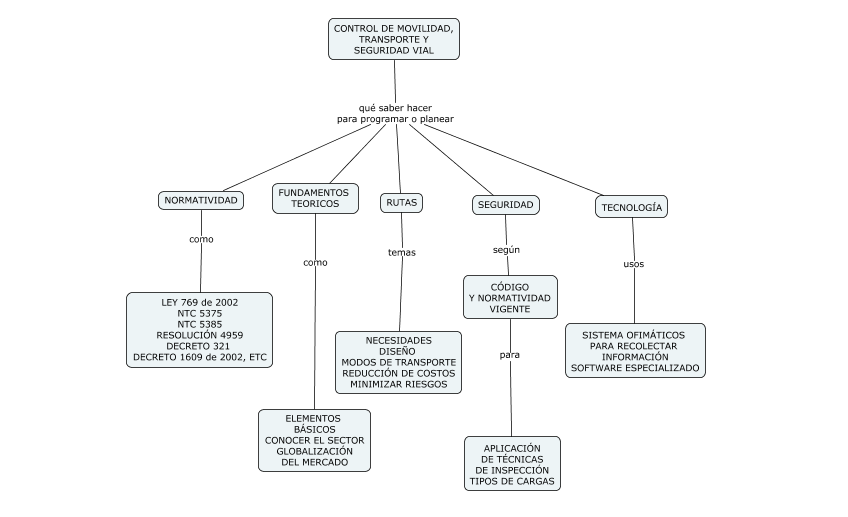 CONTROL DE MOVILIDAD,
TRANSPORTE Y
SEGURIDAD VIAL
qué saber hacer
para programar o planear
NORMATIVIDAD
FUNDAMENTOS
TEORICOS
RUTAS
SEGURIDAD
TECNOLOGÍA
como
como
temas
según
usos
LEY 769 de 2002
NTC 5375
NTC 5385
RESOLUCIÓN 4959
DECRETO 321
DECRETO 1609 de 2002, ETC
CÓDIGO
Y NORMATIVIDAD
VIGENTE
NECESIDADES
DISEÑO
MODOS DE TRANSPORTE
REDUCCIÓN DE COSTOS
MINIMIZAR RIESGOS
para
SISTEMA OFIMÁTICOS
PARA RECOLECTAR
INFORMACIÓN
SOFTWARE ESPECIALIZADO
ELEMENTOS
BÁSICOS
CONOCER EL SECTOR
GLOBALIZACIÓN
DEL MERCADO
APLICACIÓN
DE TÉCNICAS
DE INSPECCIÓN
TIPOS DE CARGAS